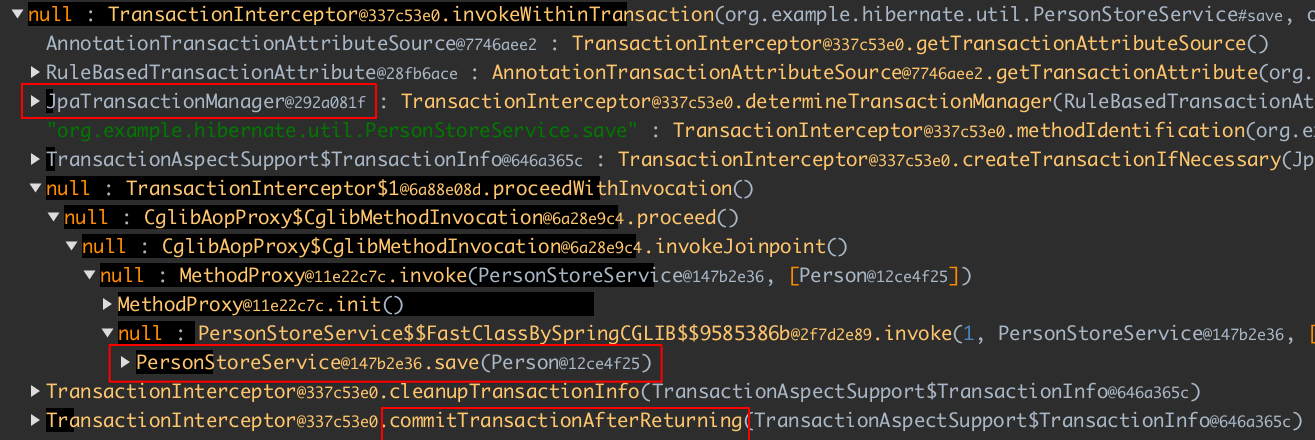 null : TransactionInterceptor@337c53e0.invokeWithinTransaction(org.example.hibernate.util.PersonStoreService#save, c
AnnotationTransactionAttributeSource@7746aee2 : TransactionInterceptor@337c53e0.getTransactionAttributeSource()
RuleBasedTransactionAttribute@28fb6ace : AnnotationTransactionAttributeSource@7746aee2.getTransactionAttribute(org.
JpaTransactionManager@292a081f : TransactionInterceptor@337c53e0.determineTransactionManager(RuleBasedTransactionAt
"org.example.hibernate.util.PersonStoreService.save" : TransactionInterceptor@337c53e0.methodIdentification(org.e
TransactionAspectSupport$TransactionInfo@646a365c : TransactionInterceptor@337c53e0.createTransactionIfNecessary(Jp
null : TransactionInterceptor$1@6a88e08d.proceedWithInvocation()
null : CglibAopProxy$CglibMethodInvocation@6a28e9c4.proceed()
null : CglibAopProxy$CglibMethodInvocation@6a28e9c4.invokeJoinpoint()
null : MethodProxy@11e22c7c.invoke(PersonStoreService@147b2e36, [Person@12ce4f25])
MethodProxy@11e22c7c.init()
null : PersonStoreService$$FastClassBySpringCGLIB$$9585386b@2f7d2e89.invoke(1, PersonStoreService@147b2e36, [
PersonStoreService@147b2e36.save(Person@12ce4f25)
TransactionInterceptor@337c53e0.cleanupTransactionInfo(TransactionAspectSupport$TransactionInfo@646a365c)
TransactionInterceptor@337c53e0.commitTransactionAfterReturning(TransactionAspectSupport$TransactionInfo@646a365c)